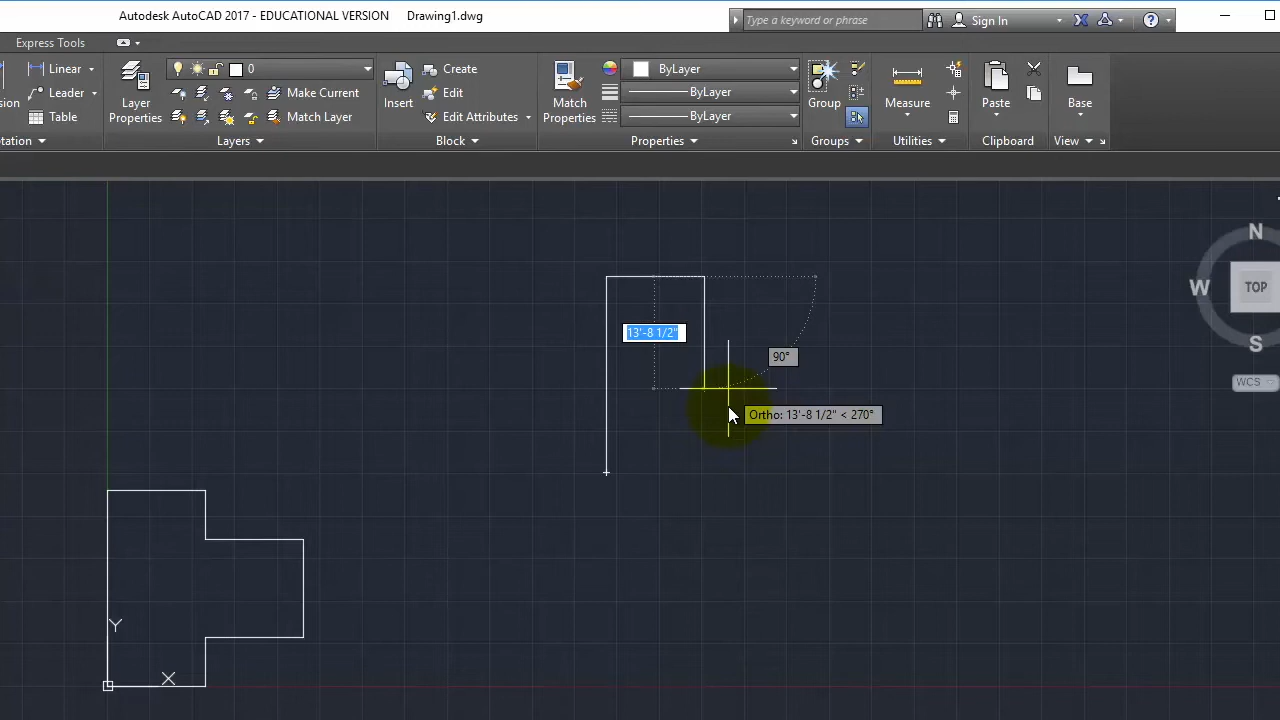 Autodesk AutoCAD 2017 - EDUCATIONAL VERSION Drawing1.dwg
Type a keyword or phrase
Sign In
Express Tools
Linear
Leader
Table
Layer
Properties
0
Make Current
Match Layer
Insert
Create
Edit
Edit Attributes
Match
Properties
ByLayer
ByLayer
ByLayer
Group
Measure
Paste
Base
Layers
Block
Properties
Groups
Utilities
Clipboard
View
N
W
TOP
S
WCS
13'-8 1/2"
90°
Ortho: 13'-8 1/2" < 270°
Y
X